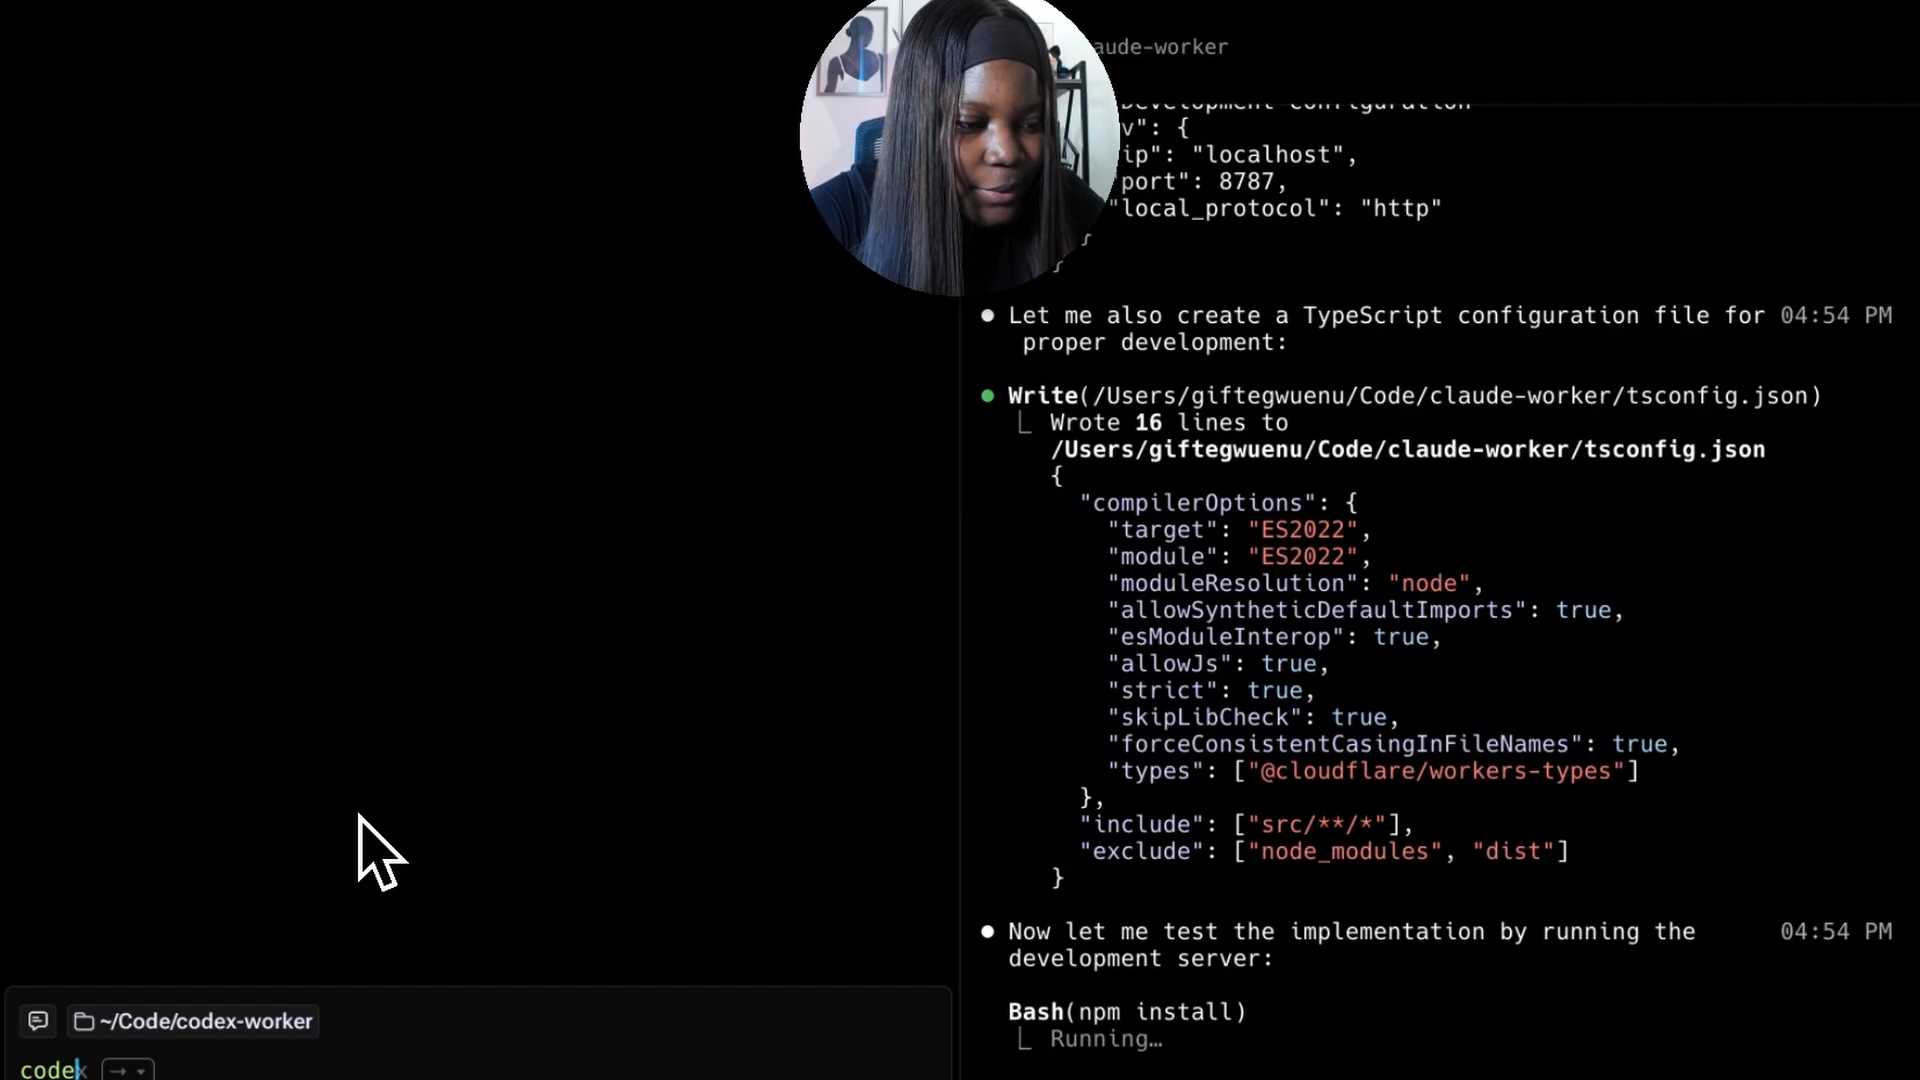 aude-worker
Development configuration
v": {
ip": "localhost",
port": 8787,
"local_protocol": "http"
}
}
● Let me also create a TypeScript configuration file for 04:54 PM
proper development:
● Write(/Users/giftegwuenu/Code/claude-worker/tsconfig.json)
Wrote 16 lines to
/Users/giftegwuenu/Code/claude-worker/tsconfig.json
{
"compilerOptions": {
"target": "ES2022",
"module": "ES2022",
"moduleResolution": "node",
"allowSyntheticDefaultImports": true,
"esModuleInterop": true,
"allowJs": true,
"strict": true,
"skipLibCheck": true,
"forceConsistentCasingInFileNames": true,
"types": ["@cloudflare/workers-types"]
},
"include": ["src/**/*"],
"exclude": ["node_modules", "dist"]
}
● Now let me test the implementation by running the 04:54 PM
development server:
Bash(npm install)
Running…
~/Code/codex-worker
codex